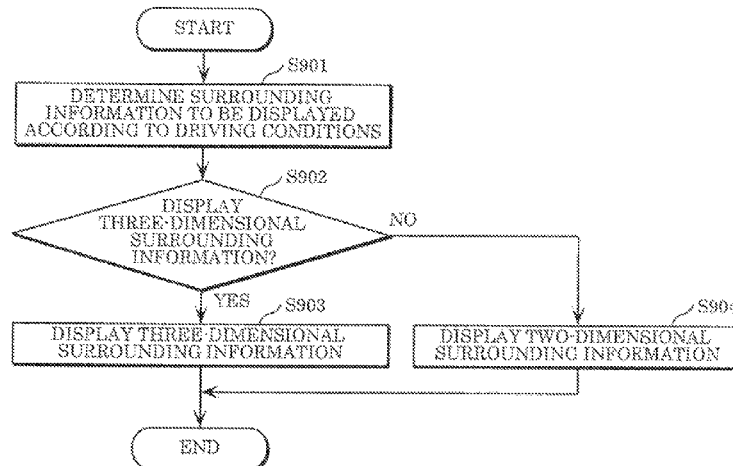 START
S901
DETERMINE SURROUNDING
INFORMATION TO BE DISPLAYED
ACCORDING TO DRIVING CONDITIONS
S902
DISPLAY
THREE-DIMENSIONAL
SURROUNDING
INFORMATION?
NO
YES
S903
DISPLAY THREE-DIMENSIONAL
SURROUNDING INFORMATION
S904
DISPLAY TWO-DIMENSIONAL
SURROUNDING INFORMATION
END